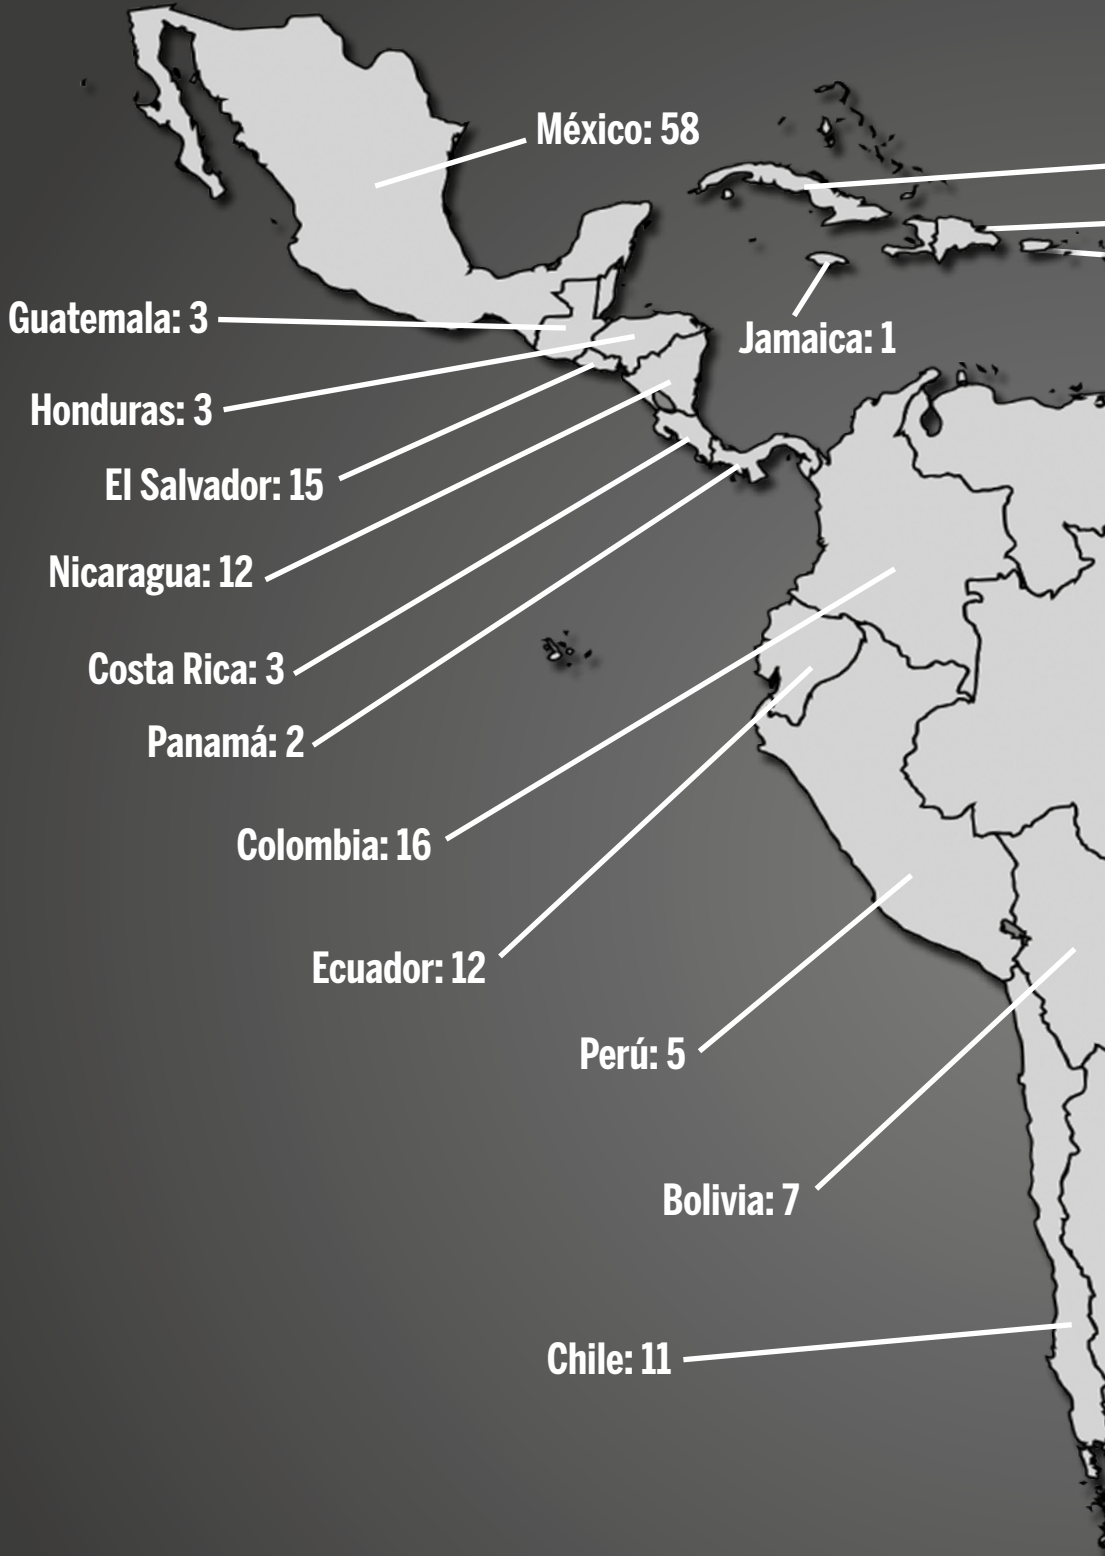 México: 58
Guatemala: 3
Jamaica: 1
Honduras: 3
El Salvador: 15
Nicaragua: 12
Costa Rica: 3
Panamá: 2
Colombia: 16
Ecuador: 12
Perú: 5
Bolivia: 7
Chile: 11